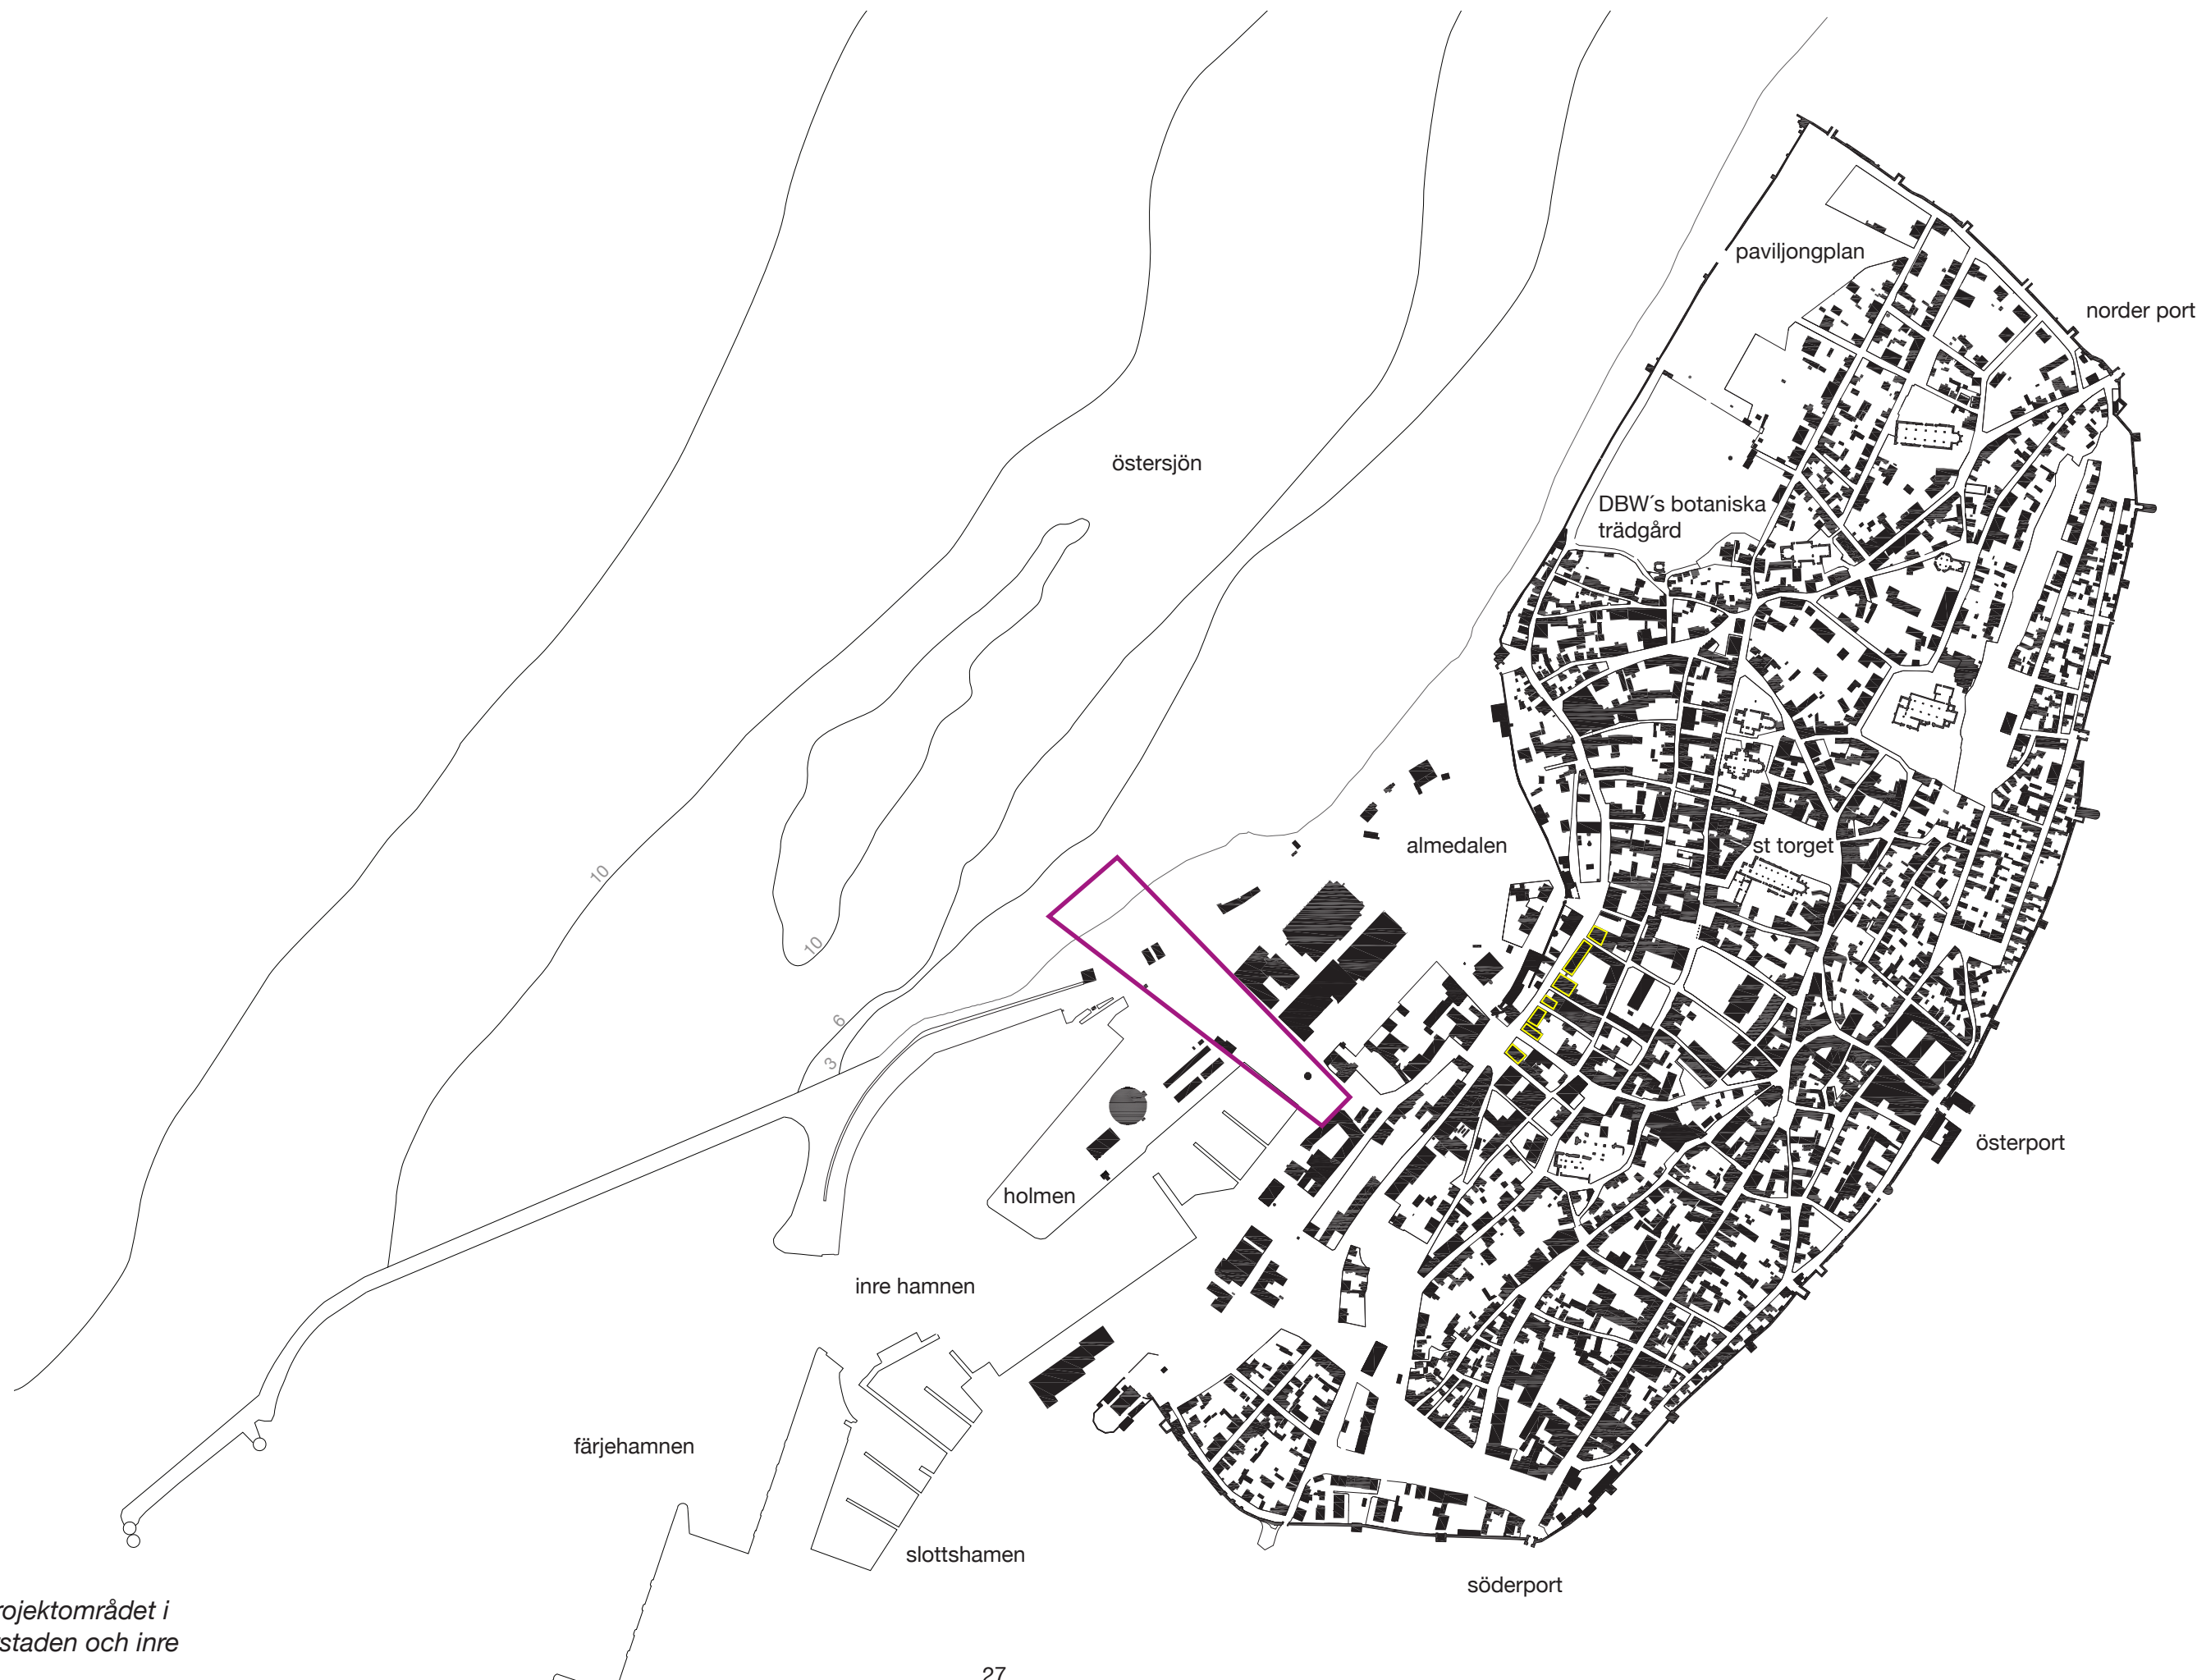 paviljongplan
norder port
östersjön
DBW´s botaniska
trädgård
almedalen
st torget
10
10
6
3
österport
holmen
inre hamnen
färjehamnen
slottshamen
söderport
rojektområdet i
staden och inre
27